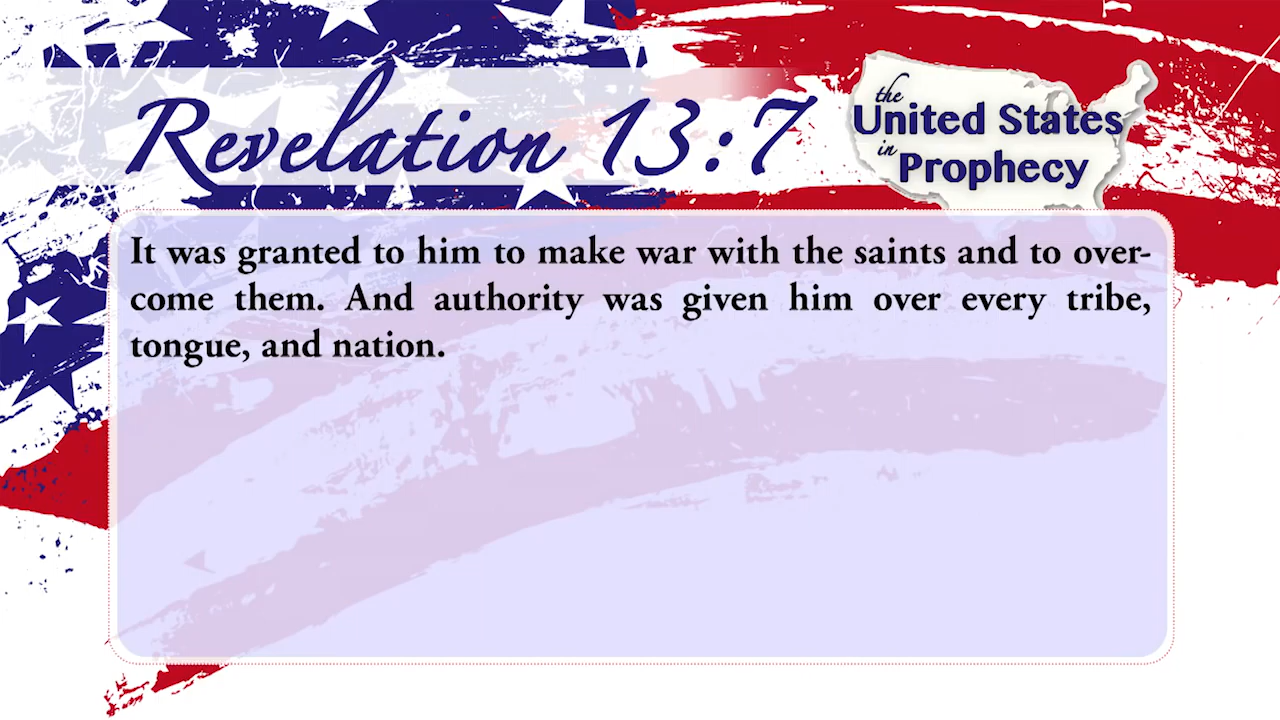 Revelation 13:7
the
United States
in
Prophecy
It was granted to him to make war with the saints and to over-
come them. And authority was given him over every tribe,
tongue, and nation.